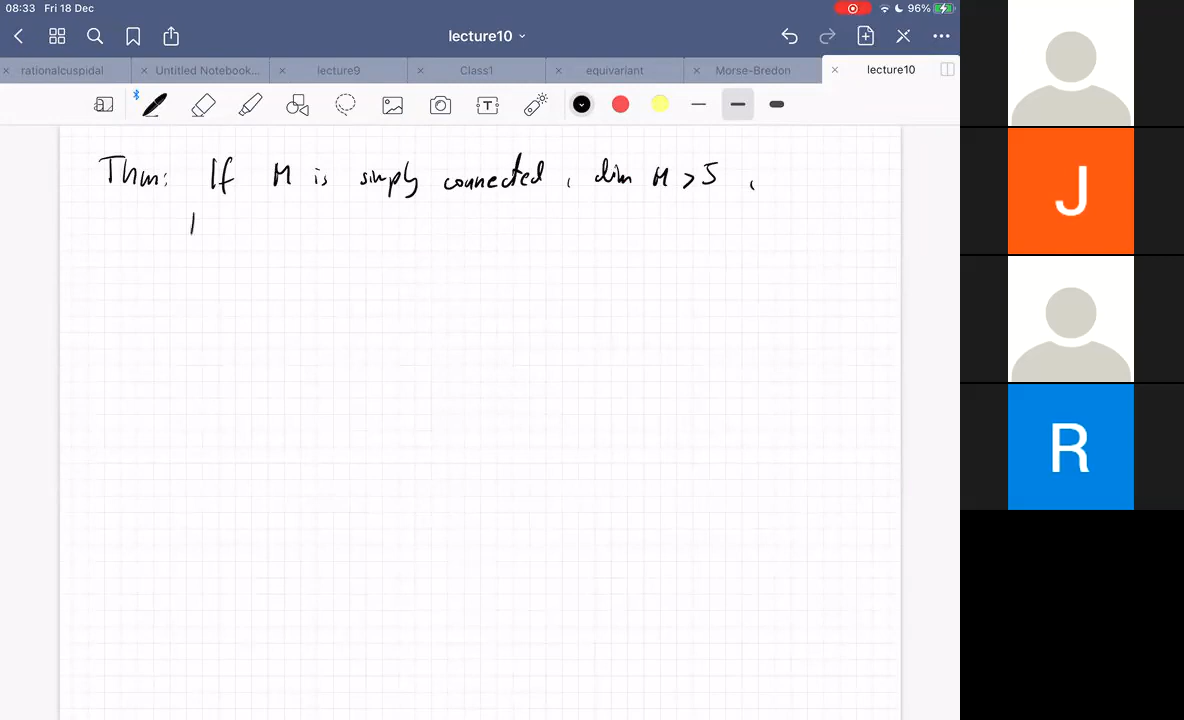 08:33 Fri 18 Dec
96%
lecture10
rationalcuspidal
Untitled Notebook...
lecture9
Class1
equivariant
Morse-Bredon
lecture10
Thm: If M is simply connected, dim M > 5,
J
R